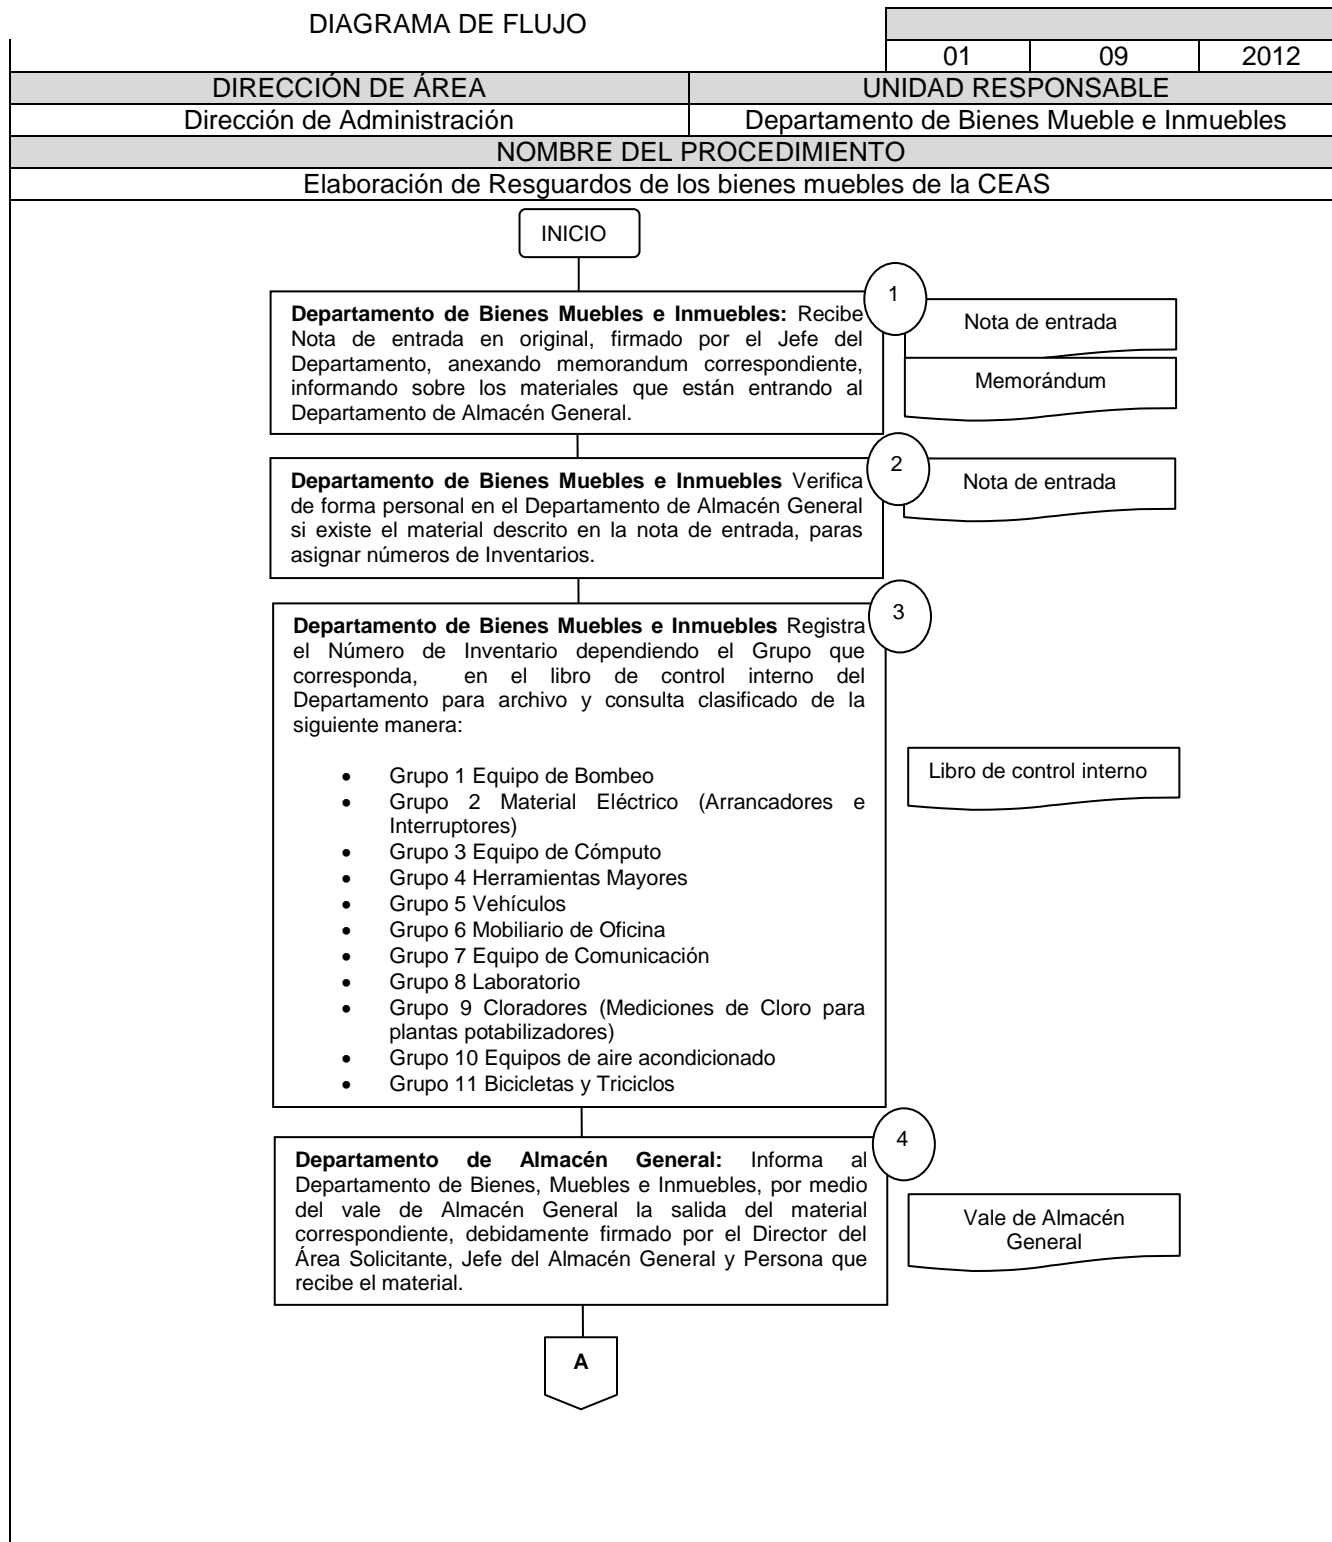 DIAGRAMA DE FLUJO
01 09 2012
DIRECCIÓN DE ÁREA UNIDAD RESPONSABLE
Dirección de Administración Departamento de Bienes Mueble e Inmuebles
NOMBRE DEL PROCEDIMIENTO
Elaboración de Resguardos de los bienes muebles de la CEAS
INICIO
1
Departamento de Bienes Muebles e Inmuebles: Recibe
Nota de entrada en original, firmado por el Jefe del
Departamento, anexando memorandum correspondiente,
informando sobre los materiales que están entrando al
Departamento de Almacén General.
Nota de entrada
Memorándum
2
Departamento de Bienes Muebles e Inmuebles Verifica
de forma personal en el Departamento de Almacén General
si existe el material descrito en la nota de entrada, paras
asignar números de Inventarios.
Nota de entrada
3
Departamento de Bienes Muebles e Inmuebles Registra
el Número de Inventario dependiendo el Grupo que
corresponda, en el libro de control interno del
Departamento para archivo y consulta clasificado de la
siguiente manera:
• Grupo 1 Equipo de Bombeo
• Grupo 2 Material Eléctrico (Arrancadores e
Interruptores)
• Grupo 3 Equipo de Cómputo
• Grupo 4 Herramientas Mayores
• Grupo 5 Vehículos
• Grupo 6 Mobiliario de Oficina
• Grupo 7 Equipo de Comunicación
• Grupo 8 Laboratorio
• Grupo 9 Cloradores (Mediciones de Cloro para
plantas potabilizadores)
• Grupo 10 Equipos de aire acondicionado
• Grupo 11 Bicicletas y Triciclos
Libro de control interno
4
Departamento de Almacén General: Informa al
Departamento de Bienes, Muebles e Inmuebles, por medio
del vale de Almacén General la salida del material
correspondiente, debidamente firmado por el Director del
Área Solicitante, Jefe del Almacén General y Persona que
recibe el material.
Vale de Almacén
General
A